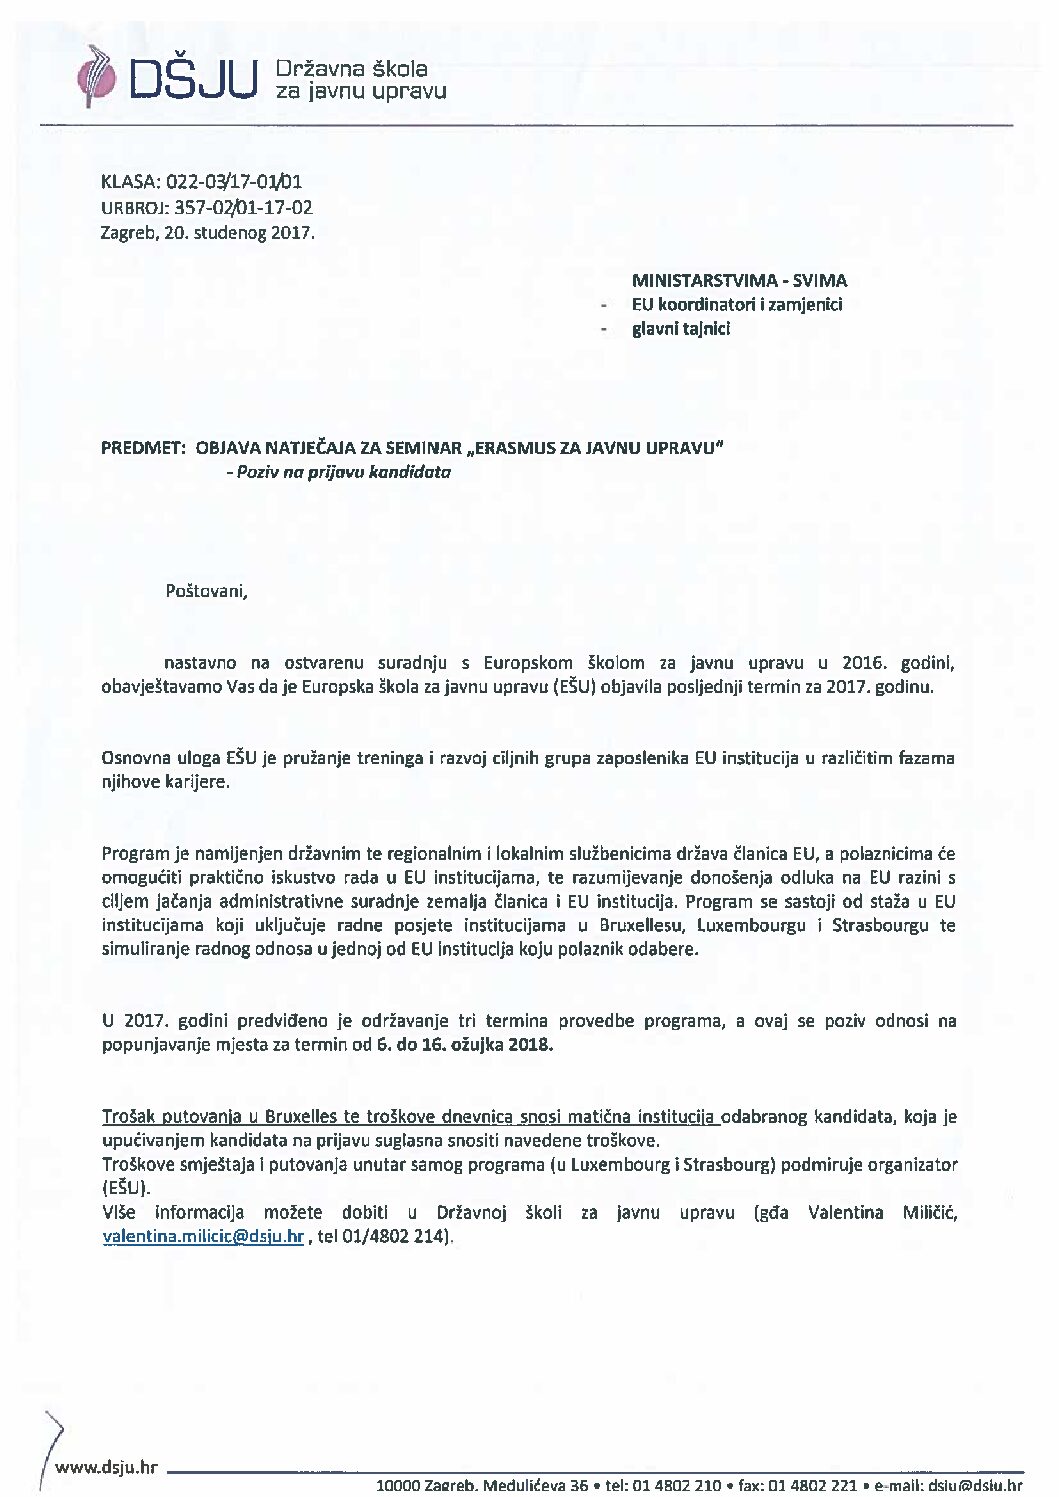 DŠJU Državna škola
za javnu upravu
KLASA: 022-03/17-01/01
URBROJ: 357-02/01-17-02
Zagreb, 20. studenog 2017.
MINISTARSTVIMA - SVIMA
- EU koordinatori i zamjenici
- glavni tajnici
PREDMET: OBJAVA NATJEČAJA ZA SEMINAR „ERASMUS ZA JAVNU UPRAVU“
- Poziv na prijavu kandidata
Poštovani,
nastavno na ostvarenu suradnju s Europskom školom za javnu upravu u 2016. godini,
obavještavamo Vas da je Europska škola za javnu upravu (EŠU) objavila posljednji termin za 2017. godinu.
Osnovna uloga EŠU je pružanje treninga i razvoj ciljnih grupa zaposlenika EU institucija u različitim fazama
njihove karijere.
Program je namijenjen državnim te regionalnim i lokalnim službenicima država članica EU, a polaznicima će
omogućiti praktično iskustvo rada u EU institucijama, te razumijevanje donošenja odluka na EU razini s
ciljem jačanja administrativne suradnje zemalja članica i EU institucija. Program se sastoji od staža u EU
institucijama koji uključuje radne posjete institucijama u Bruxellesu, Luxembourgu i Strasbourgu te
simuliranje radnog odnosa u jednoj od EU institucija koju polaznik odabere.
U 2017. godini predviđeno je održavanje tri termina provedbe programa, a ovaj se poziv odnosi na
popunjavanje mjesta za termin od 6. do 16. ožujka 2018.
Trošak putovanja u Bruxelles te troškove dnevnica snosi matična institucija odabranog kandidata, koja je
upućivanjem kandidata na prijavu suglasna snositi navedene troškove.
Troškove smještaja i putovanja unutar samog programa (u Luxembourg i Strasbourg) podmiruje organizator
(EŠU).
Više informacija možete dobiti u Državnoj školi za javnu upravu (gđa Valentina Miličić,
valentina.milicic@dsju.hr , tel 01/4802 214).
www.dsju.hr
10000 Zagreb, Medulićeva 36 • tel: 01 4802 210 • fax: 01 4802 221 • e-mail: dsju@dsju.hr